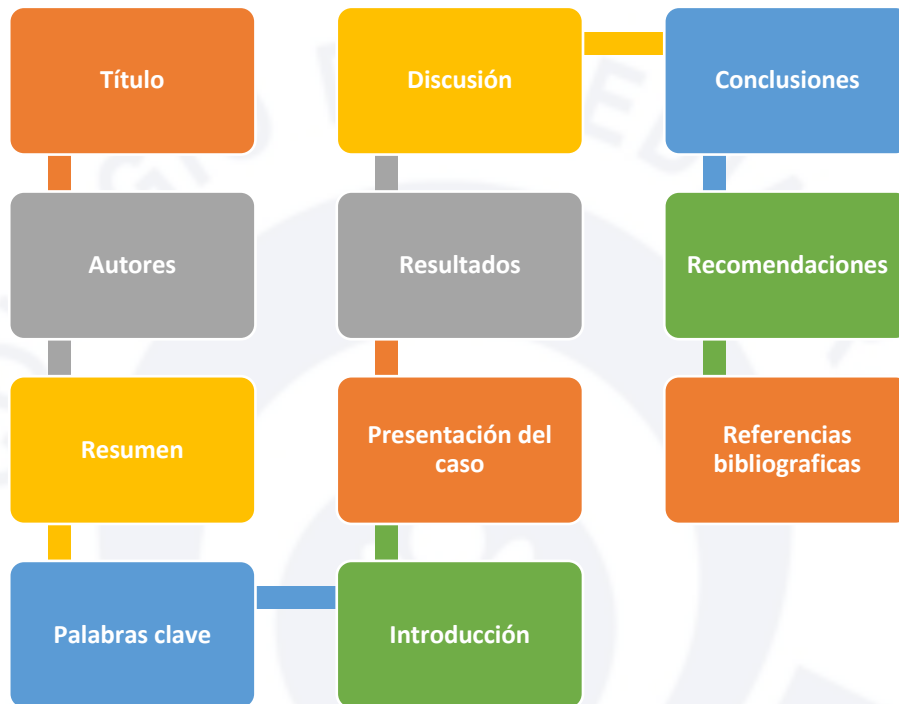 Título
Autores
Resumen
Palabras clave
Introducción
Presentación del
caso
Resultados
Discusión
Conclusiones
Recomendaciones
Referencias
bibliograficas